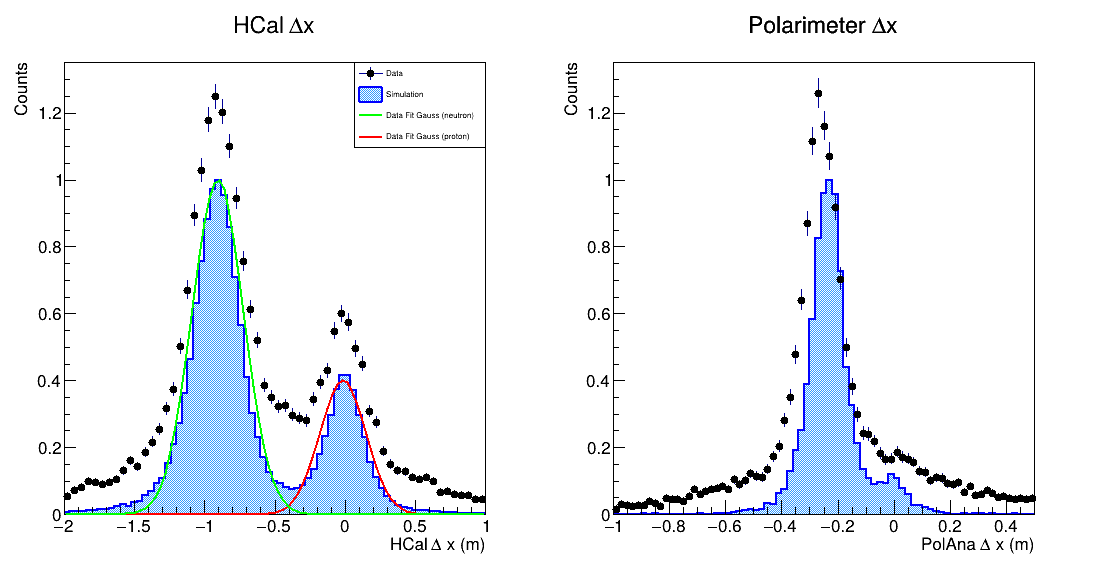 HCal Δx
Counts
Data
Simulation
Data Fit Gauss (neutron)
Data Fit Gauss (proton)
1.2
1
0.8
0.6
0.4
0.2
0
−2 −1.5 −1 −0.5 0 0.5 1
HCal Δ x (m)
Polarimeter Δx
Counts
1.2
1
0.8
0.6
0.4
0.2
0
−1 −0.8 −0.6 −0.4 −0.2 0 0.2 0.4
PolAna Δ x (m)